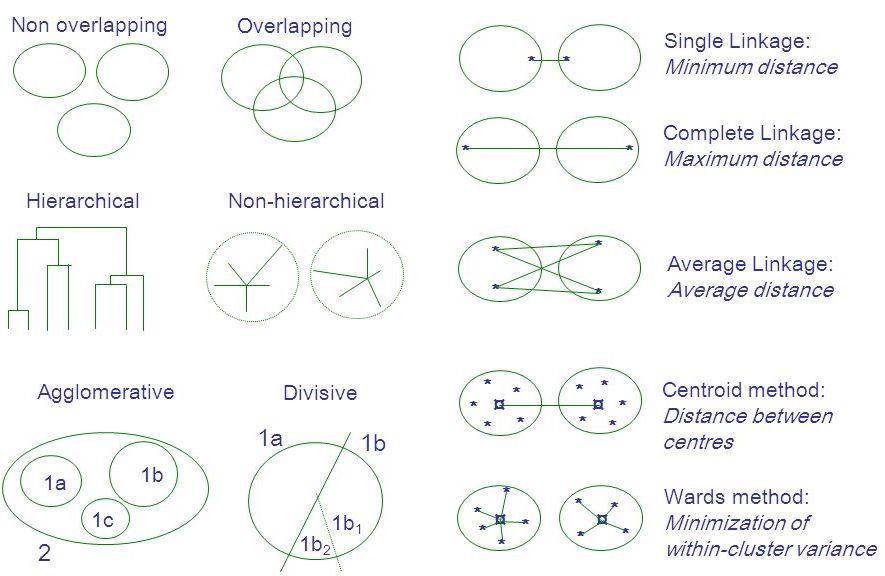 Non overlapping
Overlapping
Single Linkage:
Minimum distance
Complete Linkage:
Maximum distance
Hierarchical
Non-hierarchical
Average Linkage:
Average distance
Agglomerative
Divisive
Centroid method:
Distance between
centres
1a
1b
1c
2
1a
1b
1b1
1b2
Wards method:
Minimization of
within-cluster variance